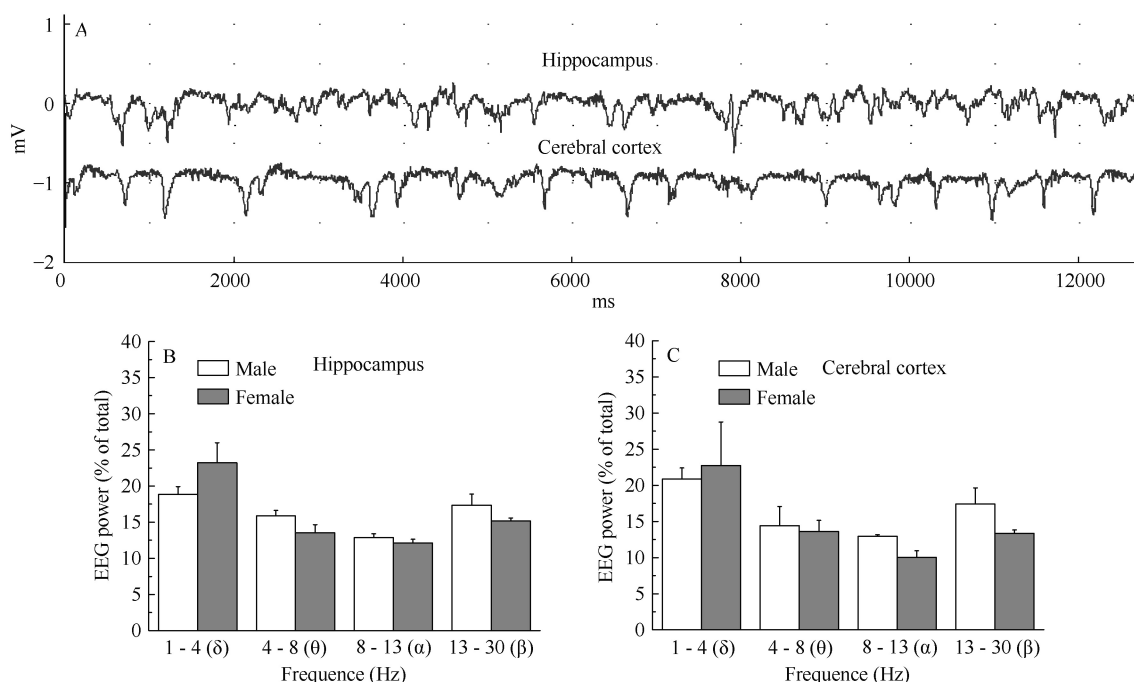 A
1
0
−1
−2
mV
Hippocampus
Cerebral cortex
0 2000 4000 6000 8000 10000 12000
ms
B
Hippocampus
Male
Female
40
35
30
25
20
15
10
5
0
EEG power (% of total)
1 - 4 (δ) 4 - 8 (θ) 8 - 13 (α) 13 - 30 (β)
Frequence (Hz)
C
Cerebral cortex
Male
Female
40
35
30
25
20
15
10
5
0
EEG power (% of total)
1 - 4 (δ) 4 - 8 (θ) 8 - 13 (α) 13 - 30 (β)
Frequence (Hz)